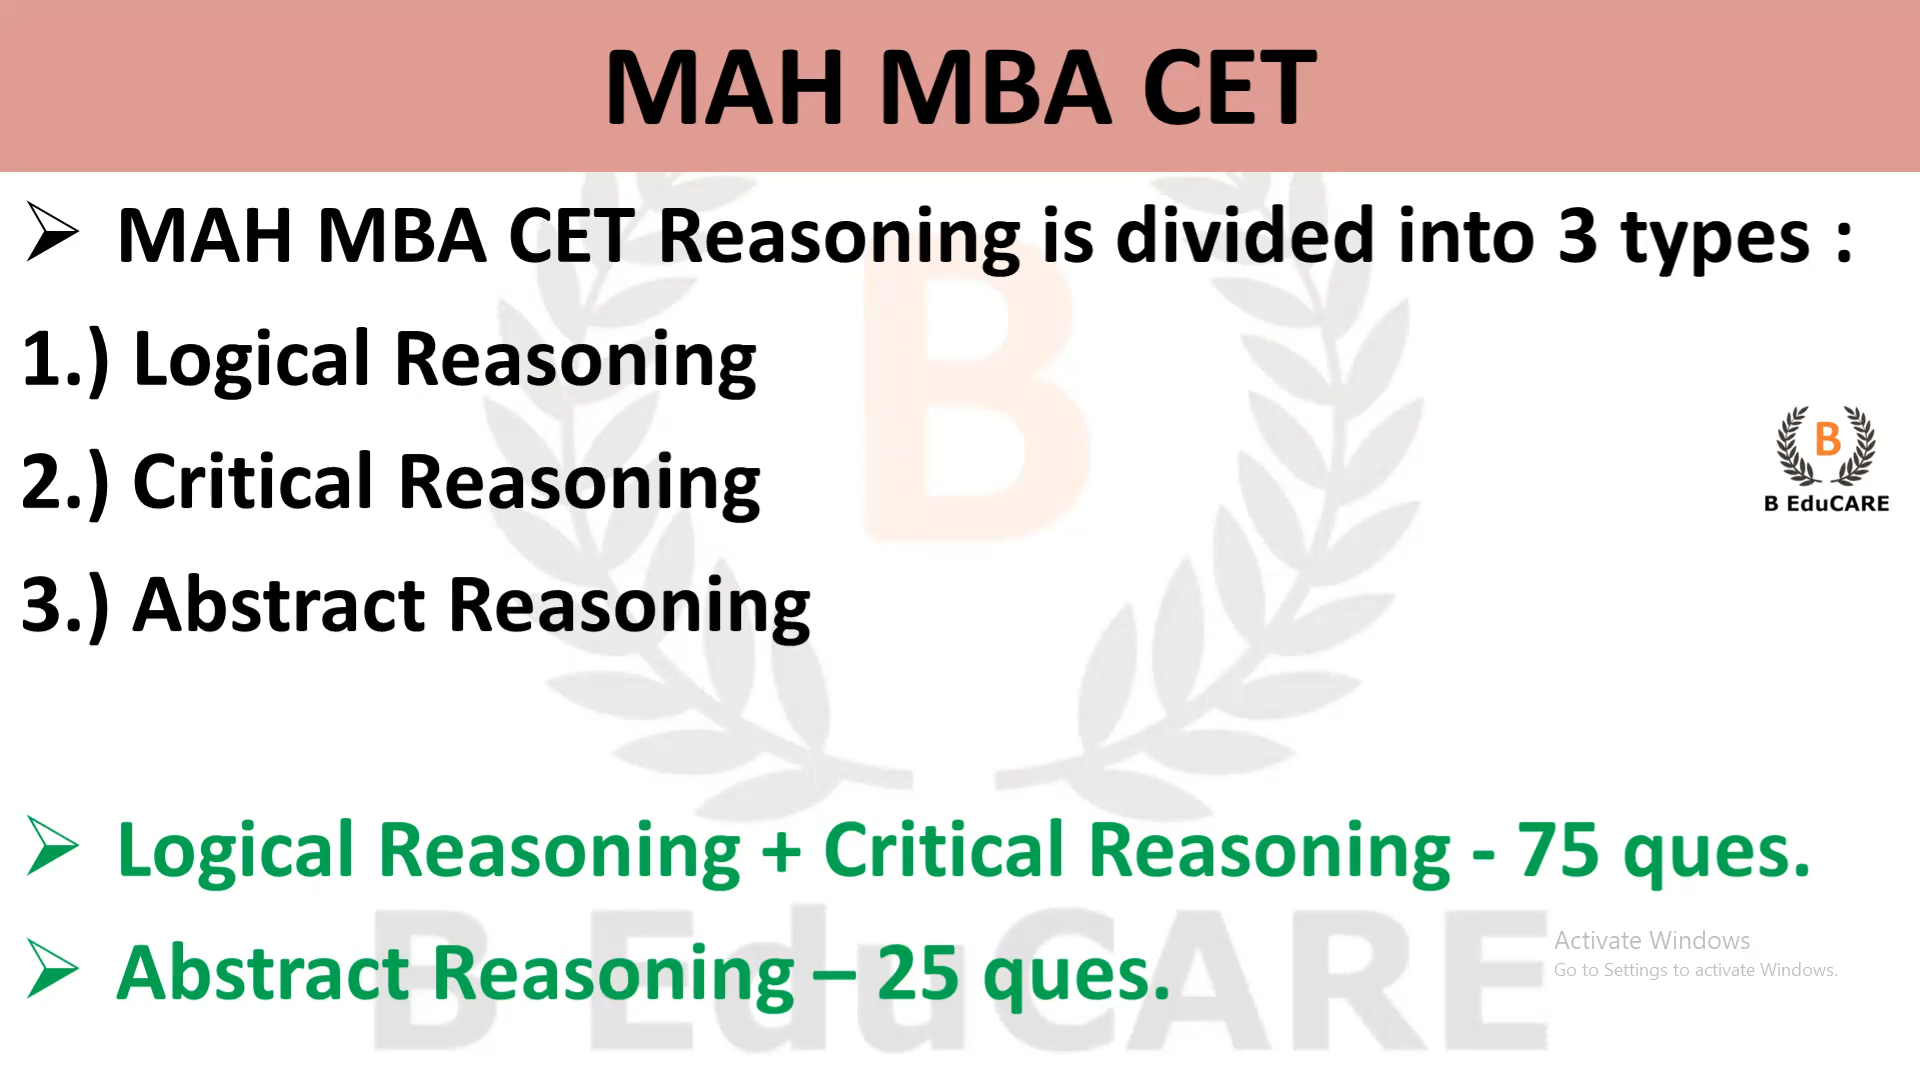 MAH MBA CET
➢ MAH MBA CET Reasoning is divided into 3 types :
1.) Logical Reasoning
2.) Critical Reasoning
3.) Abstract Reasoning
B
B EduCARE
➢ Logical Reasoning + Critical Reasoning - 75 ques.
➢ Abstract Reasoning – 25 ques.
B
B EduCARE
Activate Windows
Go to Settings to activate Windows.